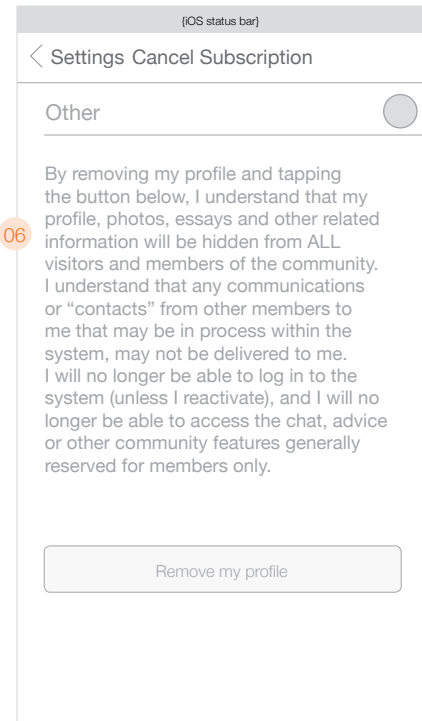 {iOS status bar}
Settings Cancel Subscription
Other
By removing my profile and tapping
the button below, I understand that my
profile, photos, essays and other related
06
information will be hidden from ALL
visitors and members of the community.
I understand that any communications
or “contacts” from other members to
me that may be in process within the
system, may not be delivered to me.
I will no longer be able to log in to the
system (unless I reactivate), and I will no
longer be able to access the chat, advice
or other community features generally
reserved for members only.
Remove my profile